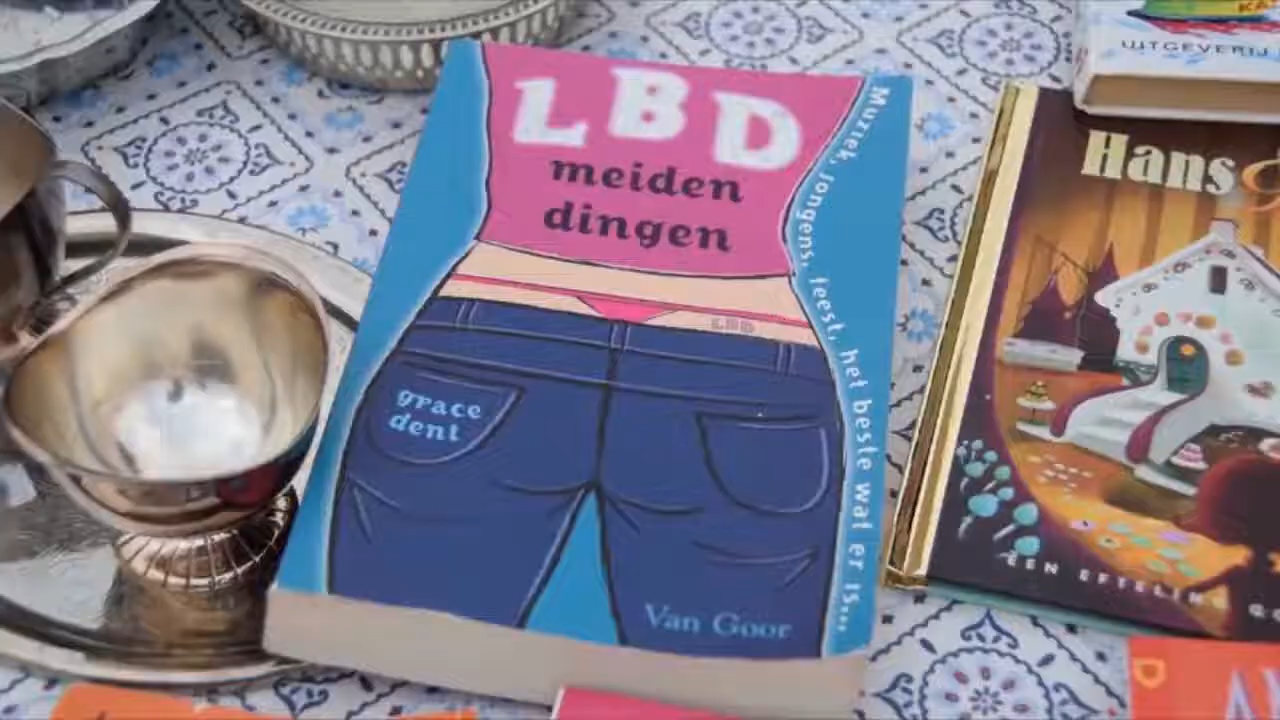 LBD
meiden
dingen
Muziek, jongens, feest, het beste wat er is...
LBD
grace
dent
Van Goor
UITGEVERIJ
Hans
EEN EFTELING